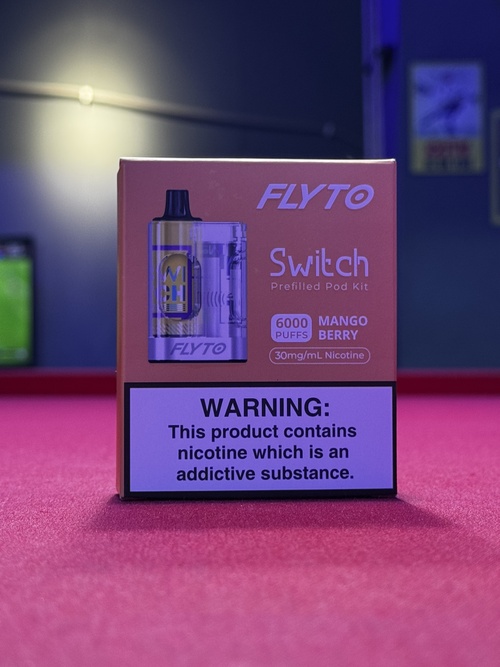 FLYTO
Switch
Prefilled Pod Kit
6000 PUFFS
MANGO BERRY
30mg/mL Nicotine
FLYTO
WARNING:
This product contains
nicotine which is an
addictive substance.